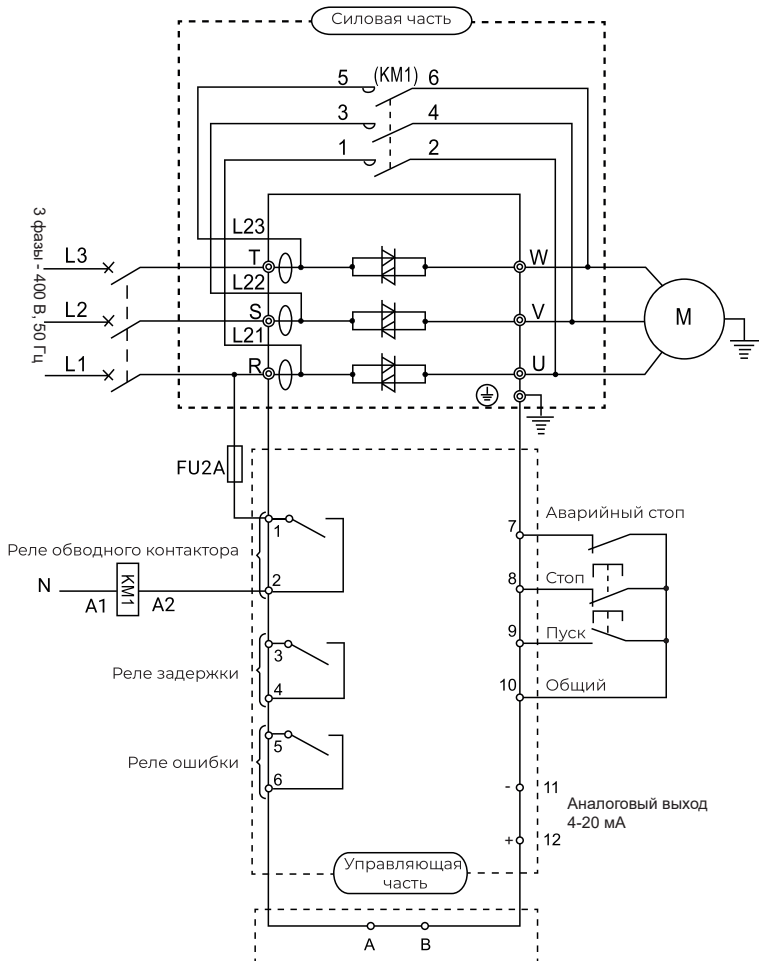 Силовая часть
5 (KM1) 6
3 4
1 2
3 фазы - 400 В, 50 Гц
L23
L3 T W
L22
L2 S V M
L21
L1 R U
FU2A
Реле обводного контактора
1
2
N
A1 KM1 A2
Реле задержки
3
4
Реле ошибки
5
6
7 Аварийный стоп
8 Стоп
9 Пуск
10 Общий
- 11
Аналоговый выход
4-20 мА
+ 12
Управляющая
часть
A B